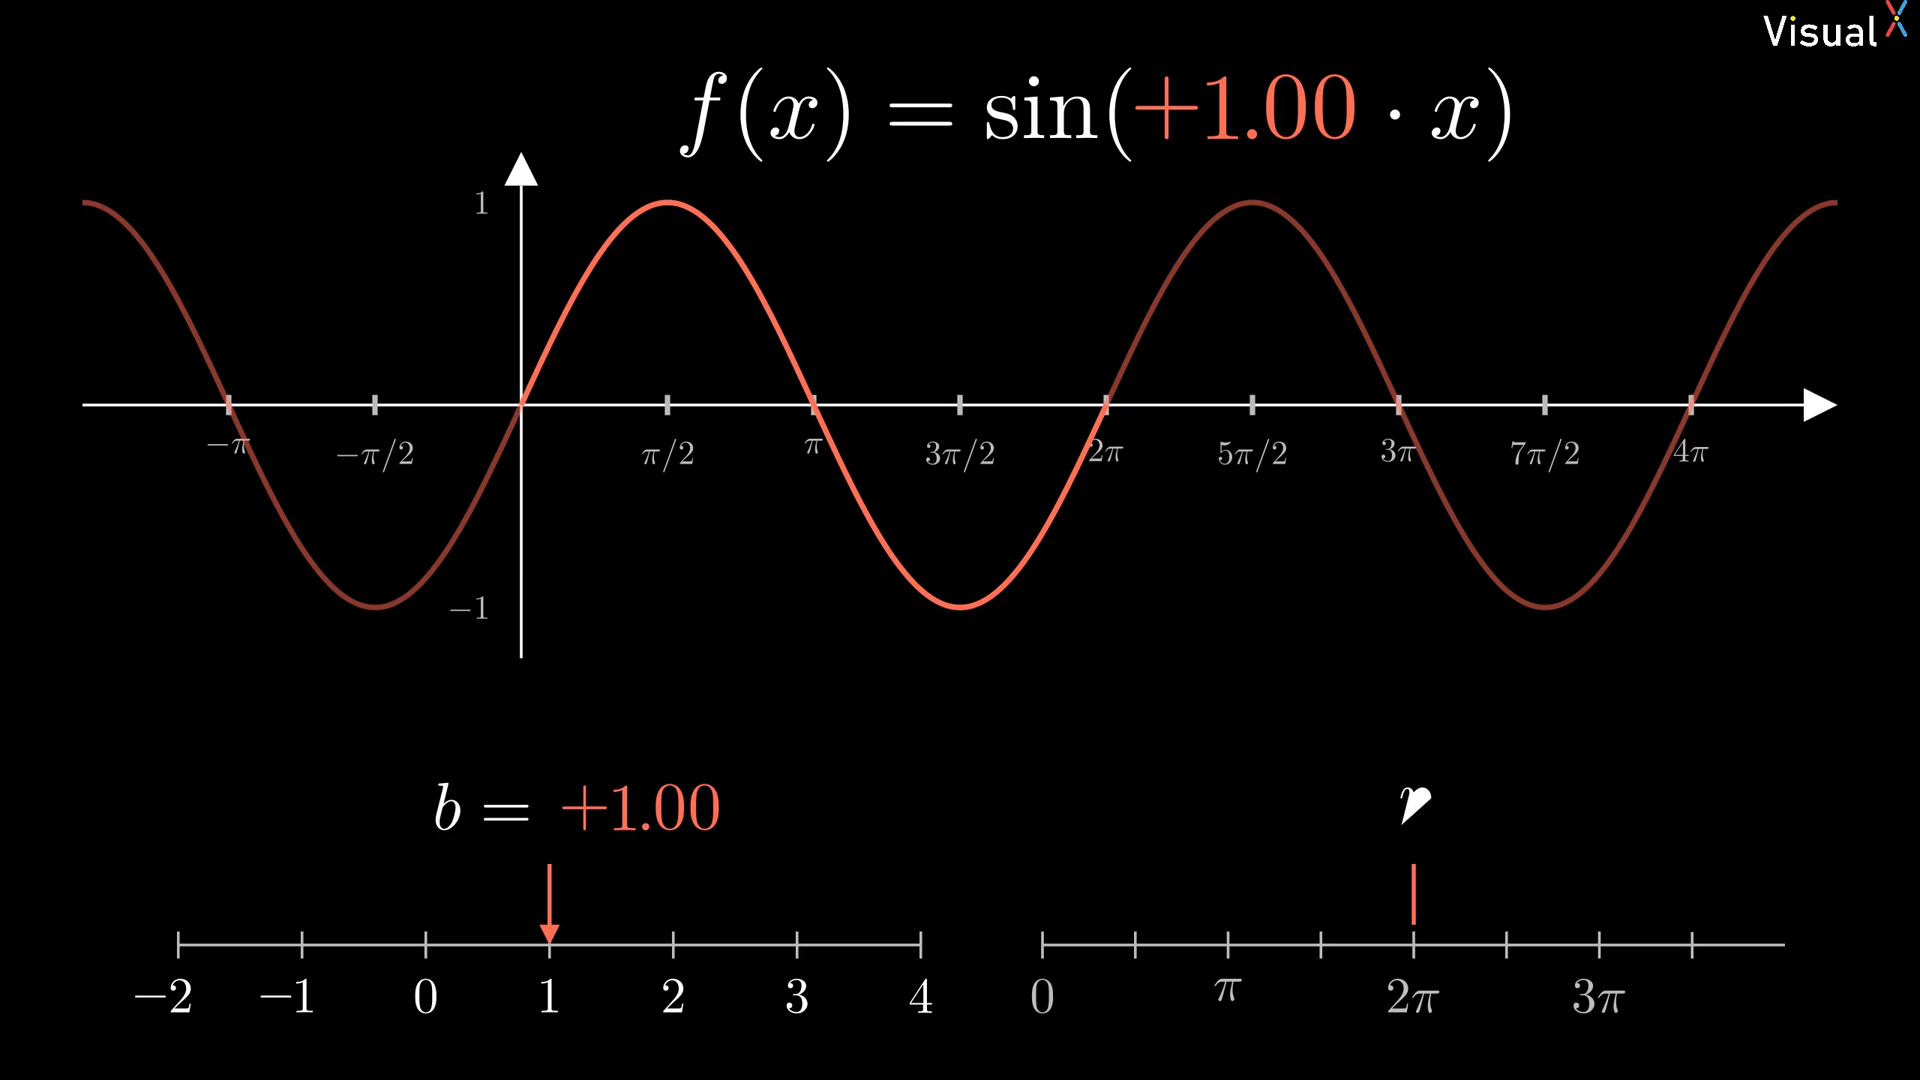 Visual X
f(x) = sin(+1.00 · x)
1
−π −π/2 π/2 π 3π/2 2π 5π/2 3π 7π/2 4π
−1
b = +1.00
−2 −1 0 1 2 3 4
0 π 2π 3π